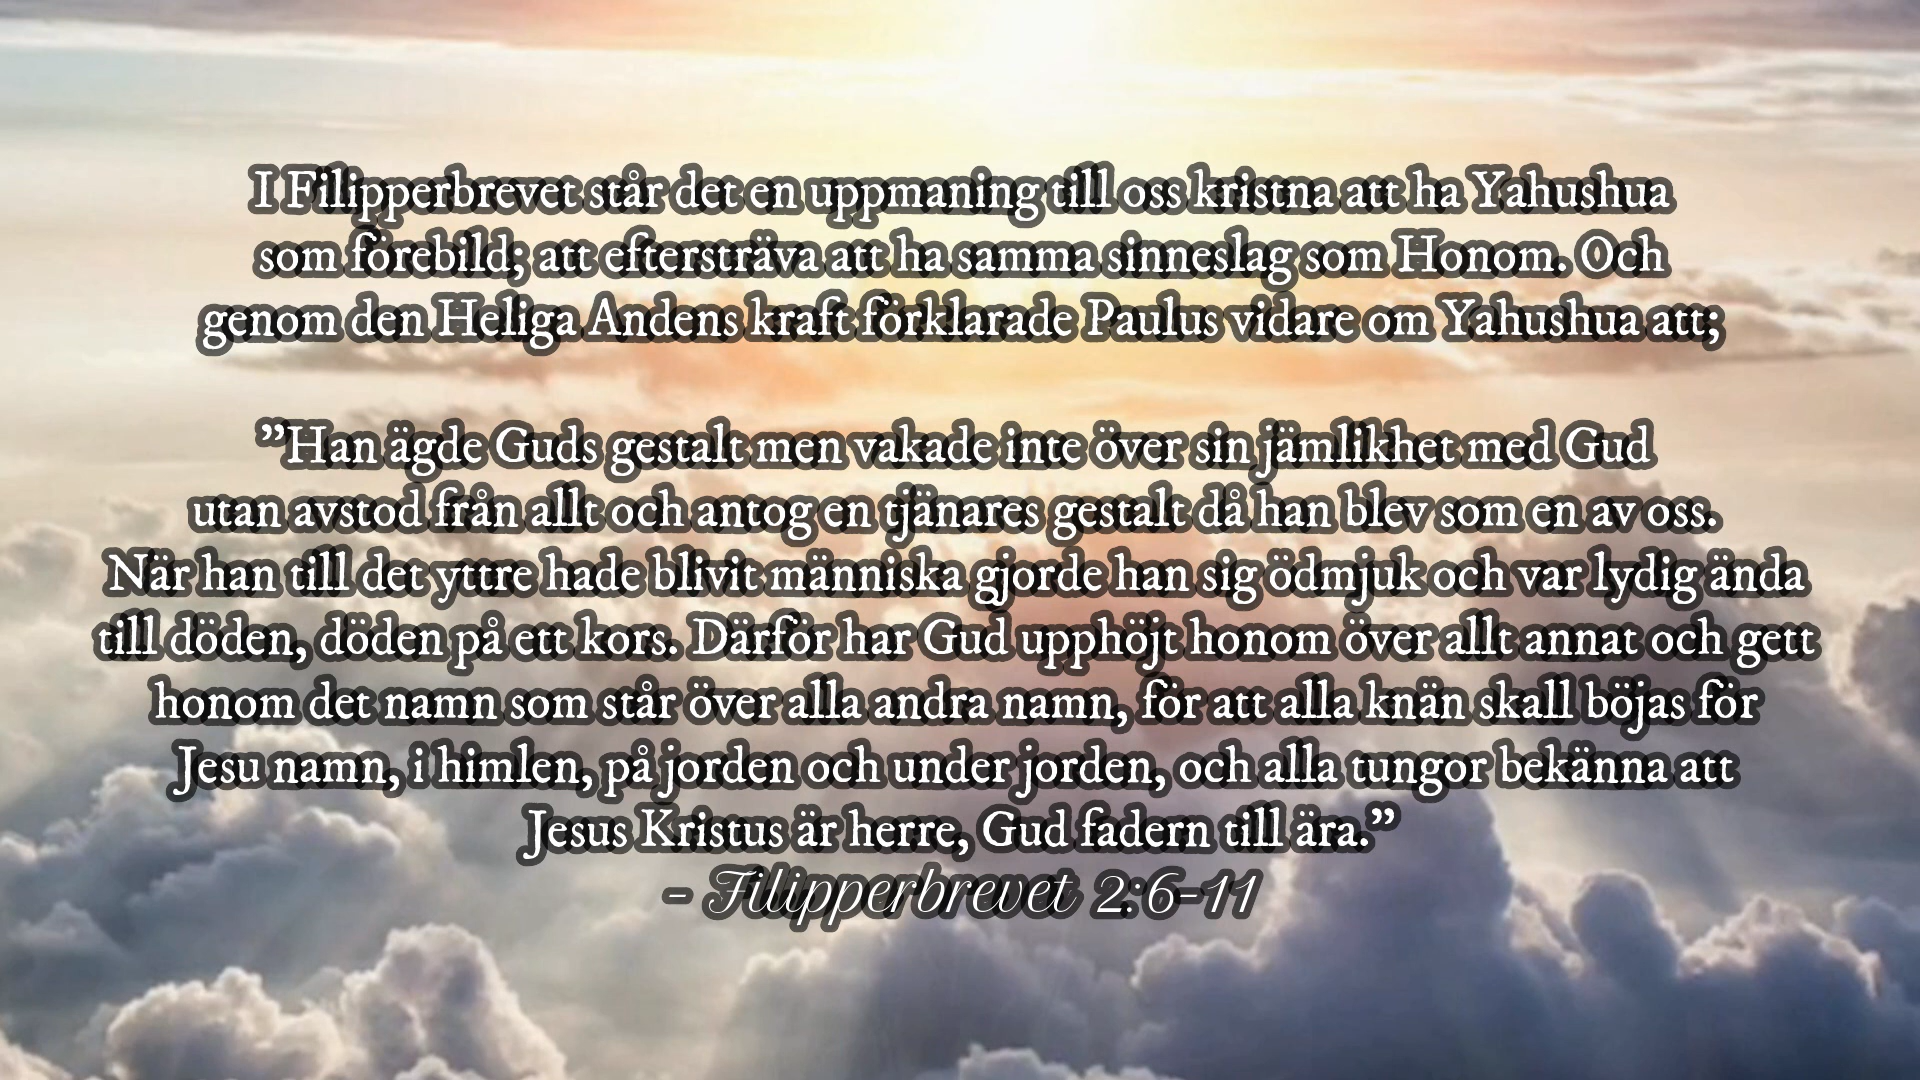 I Filipperbrevet står det en uppmaning till oss kristna att ha Yahushua
som förebild; att eftersträva att ha samma sinneslag som Honom. Och
genom den Heliga Andens kraft förklarade Paulus vidare om Yahushua att;
”Han ägde Guds gestalt men vakade inte över sin jämlikhet med Gud
utan avstod från allt och antog en tjänares gestalt då han blev som en av oss.
När han till det yttre hade blivit människa gjorde han sig ödmjuk och var lydig ända
till döden, döden på ett kors. Därför har Gud upphöjt honom över allt annat och gett
honom det namn som står över alla andra namn, för att alla knän skall böjas för
Jesu namn, i himlen, på jorden och under jorden, och alla tungor bekänna att
Jesus Kristus är herre, Gud fadern till ära.”
- Filipperbrevet 2:6-11